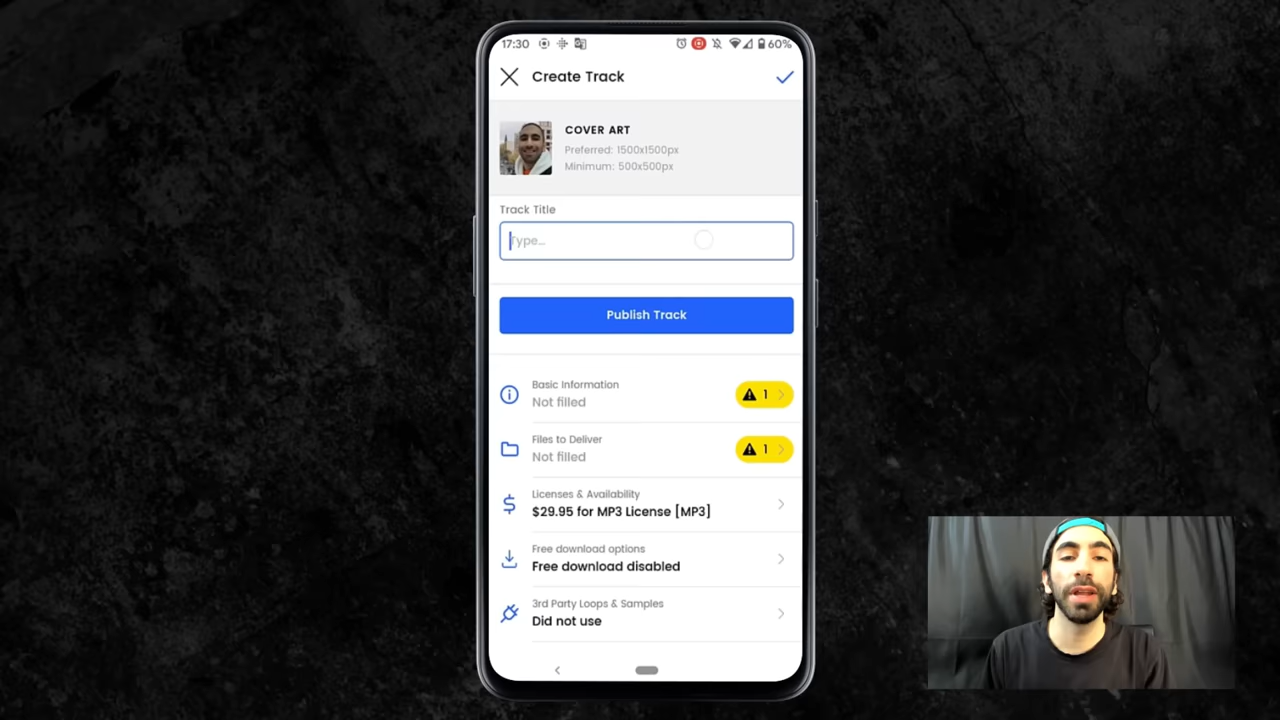 17:30
60%
Create Track
COVER ART
Preferred: 1500x1500px
Minimum: 500x500px
Track Title
Type...
Publish Track
Basic Information
Not filled
1
Files to Deliver
Not filled
1
Licenses & Availability
$29.95 for MP3 License [MP3]
Free download options
Free download disabled
3rd Party Loops & Samples
Did not use